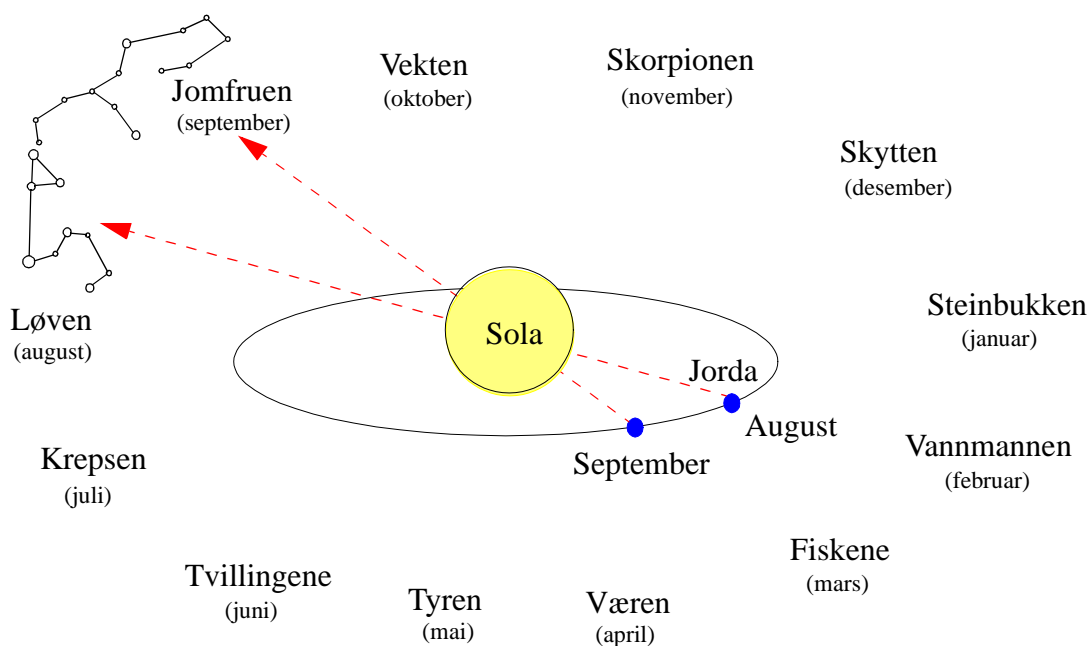 Vekten
(oktober)
Skorpionen
(november)
Jomfruen
(september)
Skytten
(desember)
Løven
(august)
Sola
Steinbukken
(januar)
Jorda
August
September
Krepsen
(juli)
Vannmannen
(februar)
Tvillingene
(juni)
Tyren
(mai)
Væren
(april)
Fiskene
(mars)